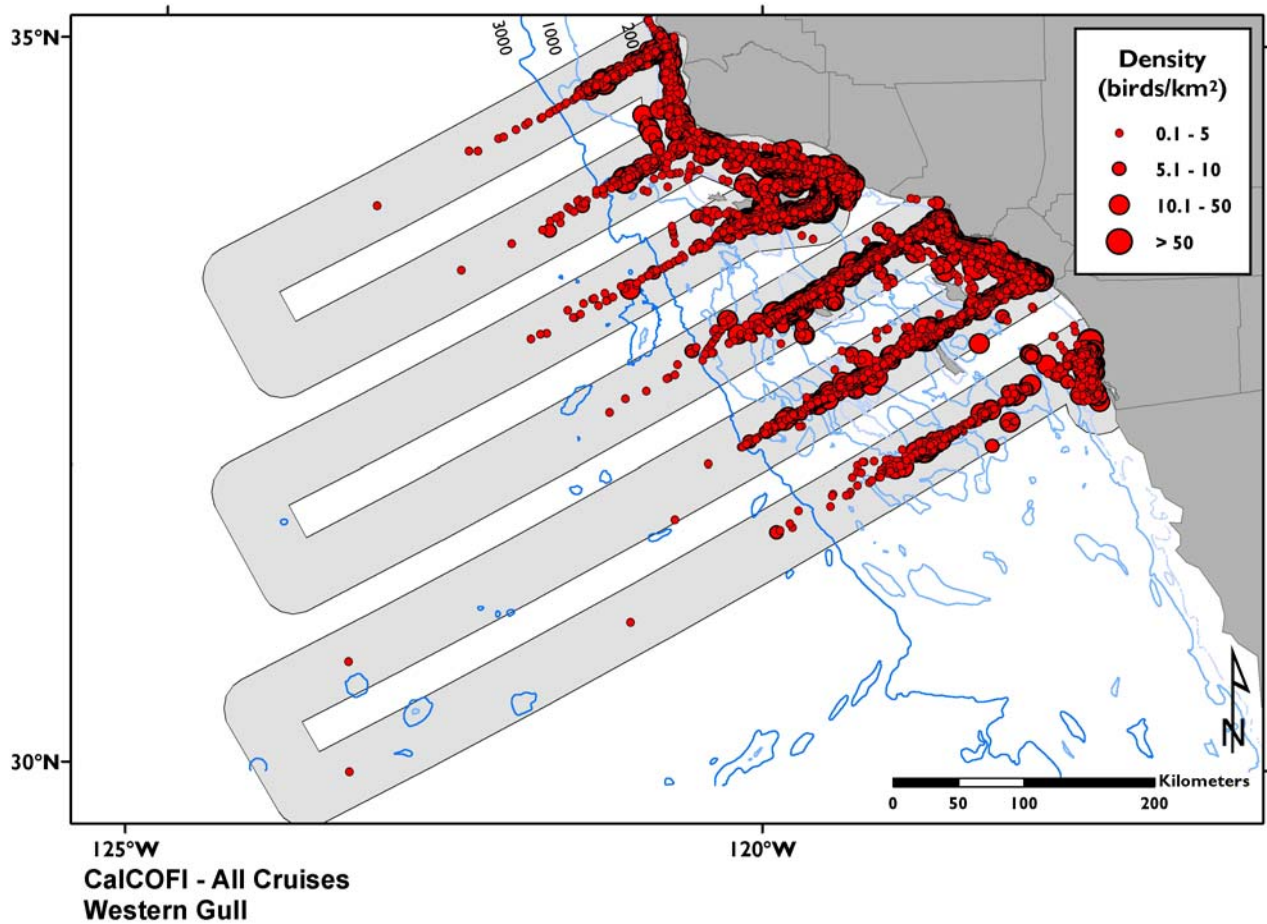 3000
1000
200
35°N
Density
(birds/km²)
0.1 - 5
5.1 - 10
10.1 - 50
> 50
30°N
N
Kilometers
0 50 100 200
125°W
120°W
CalCOFI - All Cruises
Western Gull